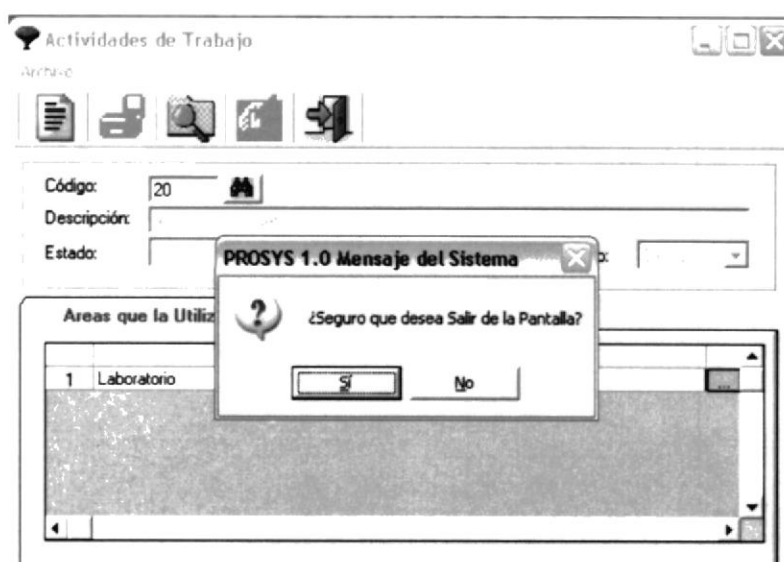 Actividades de Trabajo
Archivo
Código: 20
Descripción:
Estado:
PROSYS 1.0 Mensaje del Sistema
¿Seguro que desea Salir de la Pantalla?
Sí No
Areas que la Utiliz
1 Laboratorio
...